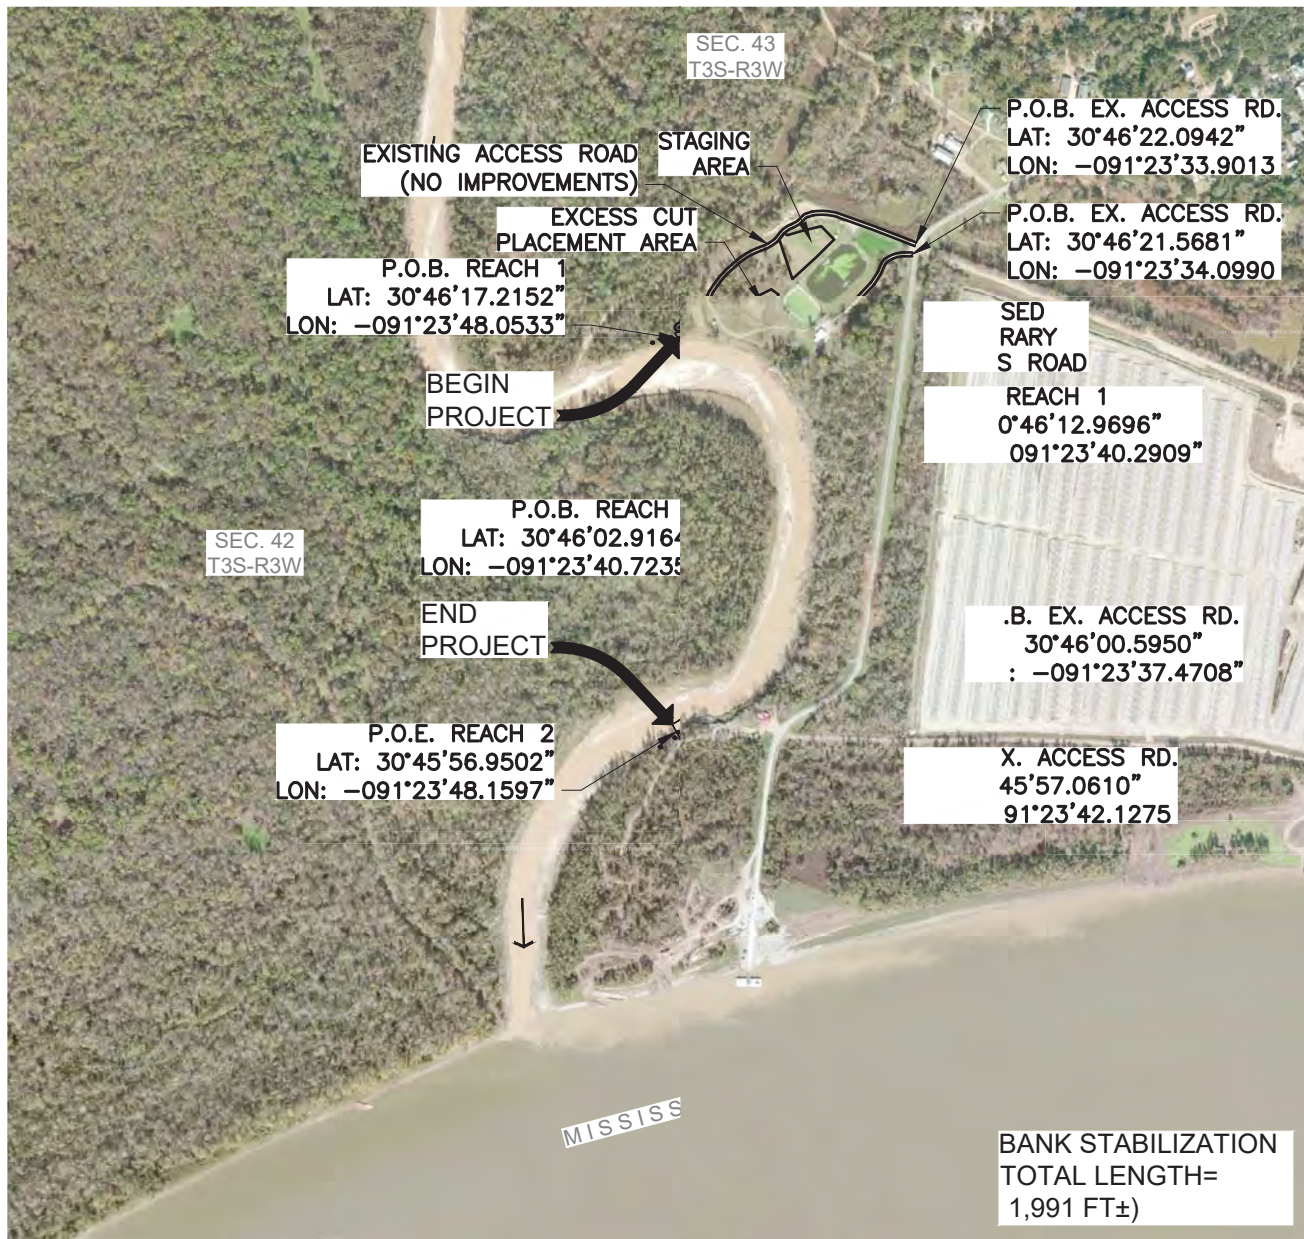 SEC. 43
T3S-R3W
P.O.B. EX. ACCESS RD.
LAT: 30°46'22.0942"
LON: -091°23'33.9013
EXISTING ACCESS ROAD
(NO IMPROVEMENTS)
STAGING
AREA
EXCESS CUT
PLACEMENT AREA
P.O.B. EX. ACCESS RD.
LAT: 30°46'21.5681"
LON: -091°23'34.0990
P.O.B. REACH 1
LAT: 30°46'17.2152"
LON: -091°23'48.0533"
SED
RARY
S ROAD
BEGIN
PROJECT
REACH 1
0°46'12.9696"
091°23'40.2909"
P.O.B. REACH
LAT: 30°46'02.9164
LON: -091°23'40.7235
SEC. 42
T3S-R3W
END
PROJECT
.B. EX. ACCESS RD.
30°46'00.5950"
: -091°23'37.4708"
P.O.E. REACH 2
LAT: 30°45'56.9502"
LON: -091°23'48.1597"
X. ACCESS RD.
45'57.0610"
91°23'42.1275
MISSISS
BANK STABILIZATION
TOTAL LENGTH=
1,991 FT±)